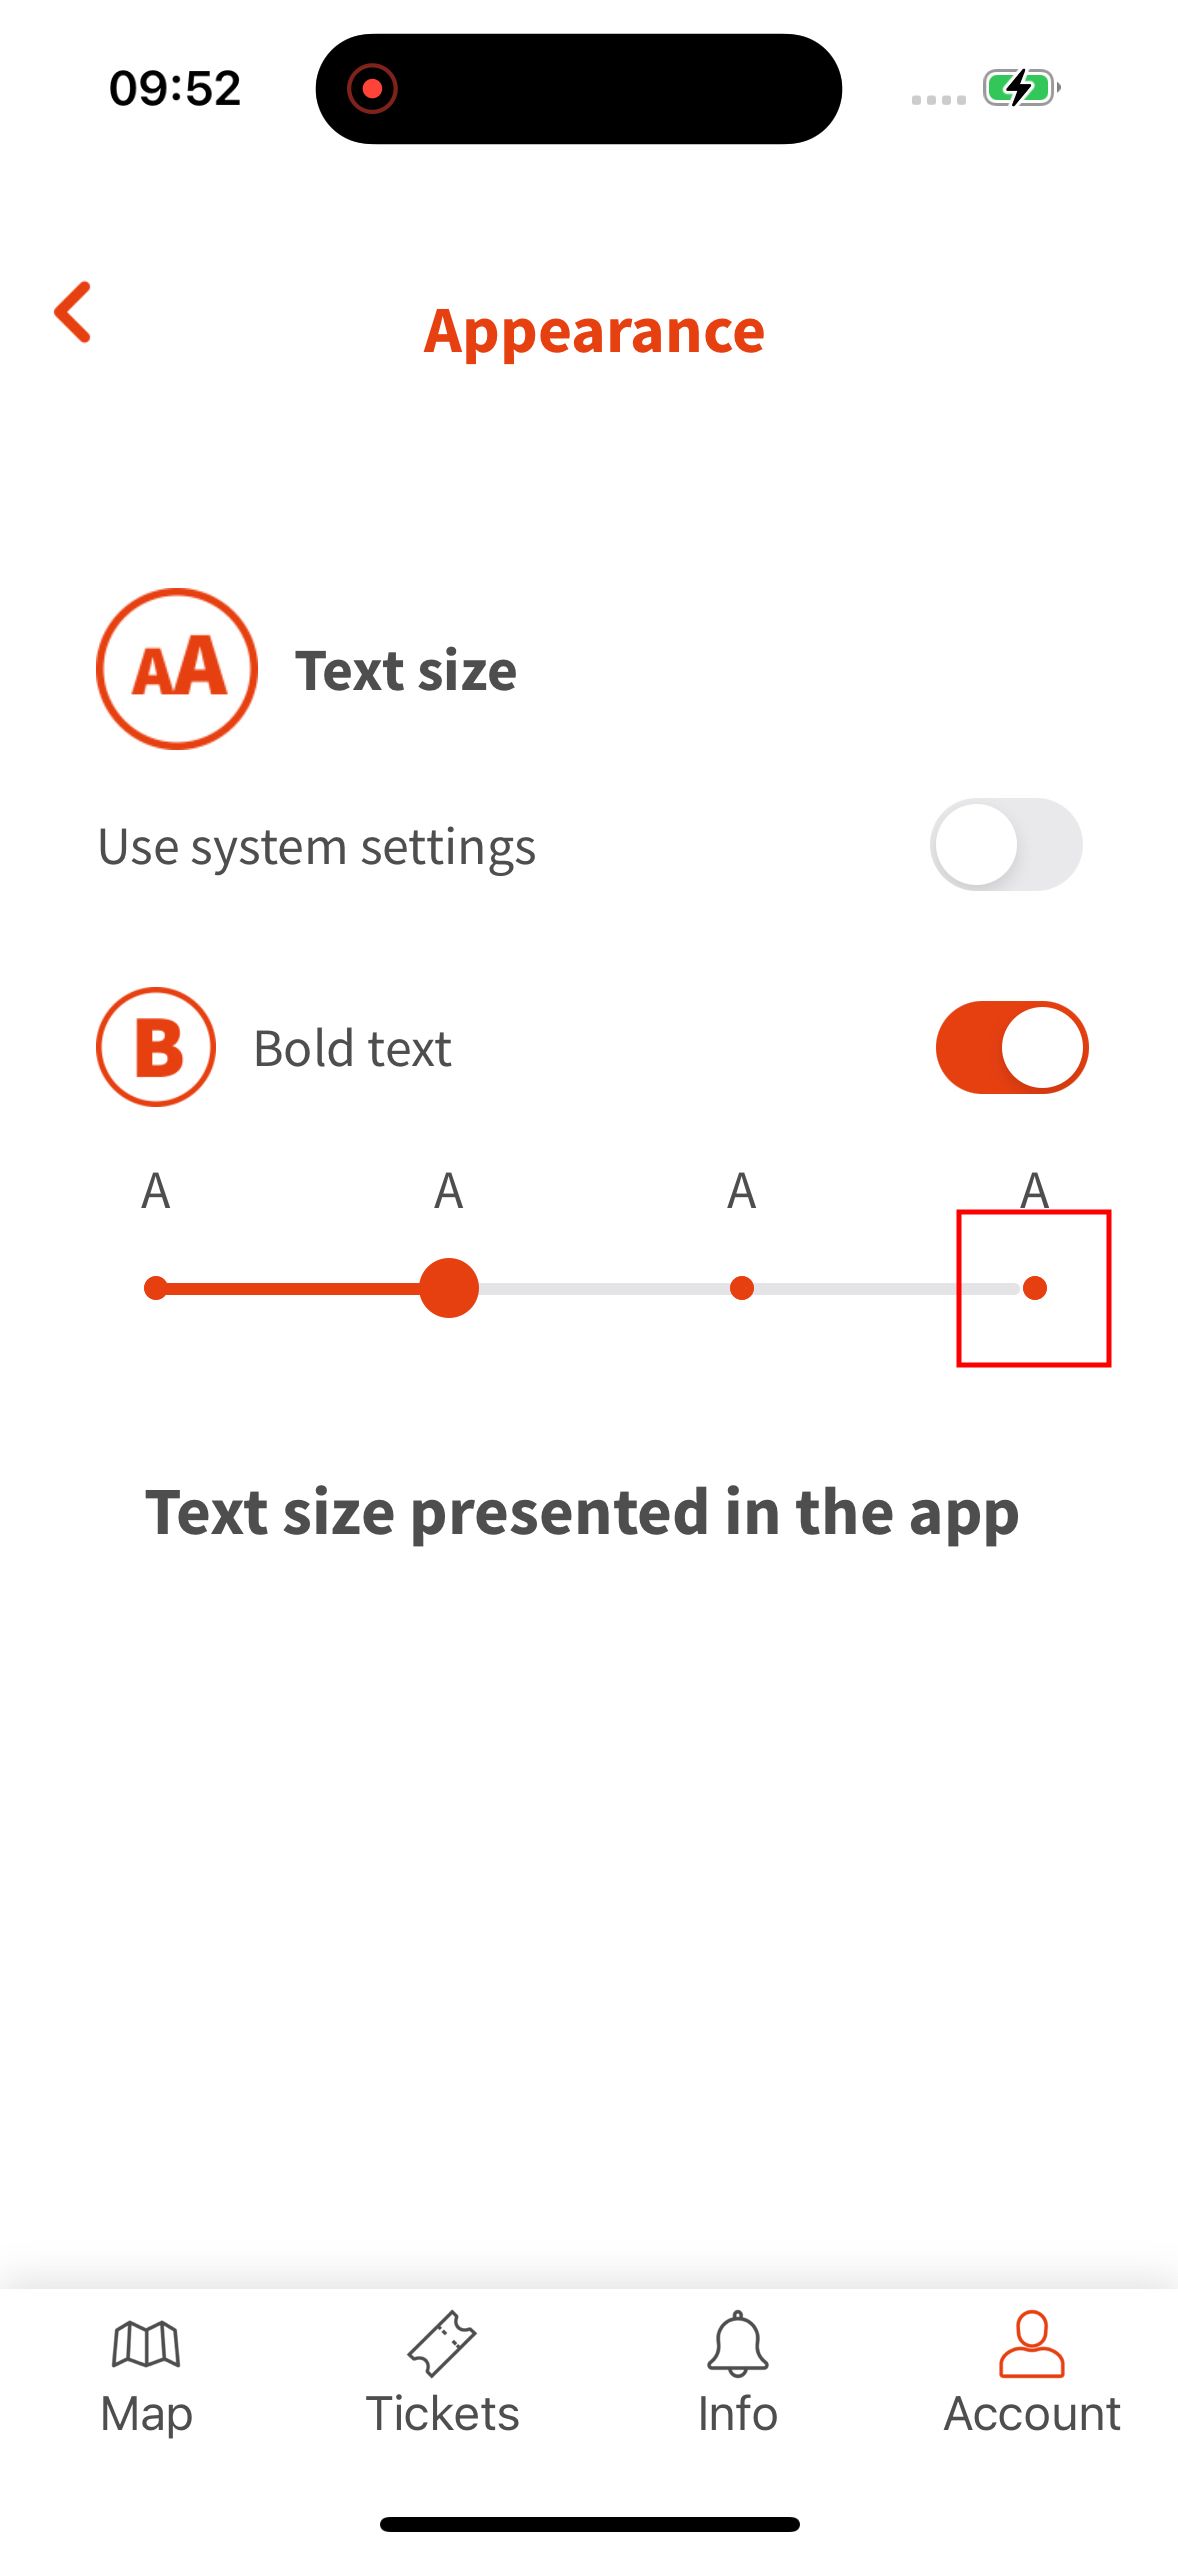 09:52
Appearance
AA
Text size
Use system settings
B
Bold text
A A A A
Text size presented in the app
Map Tickets Info Account